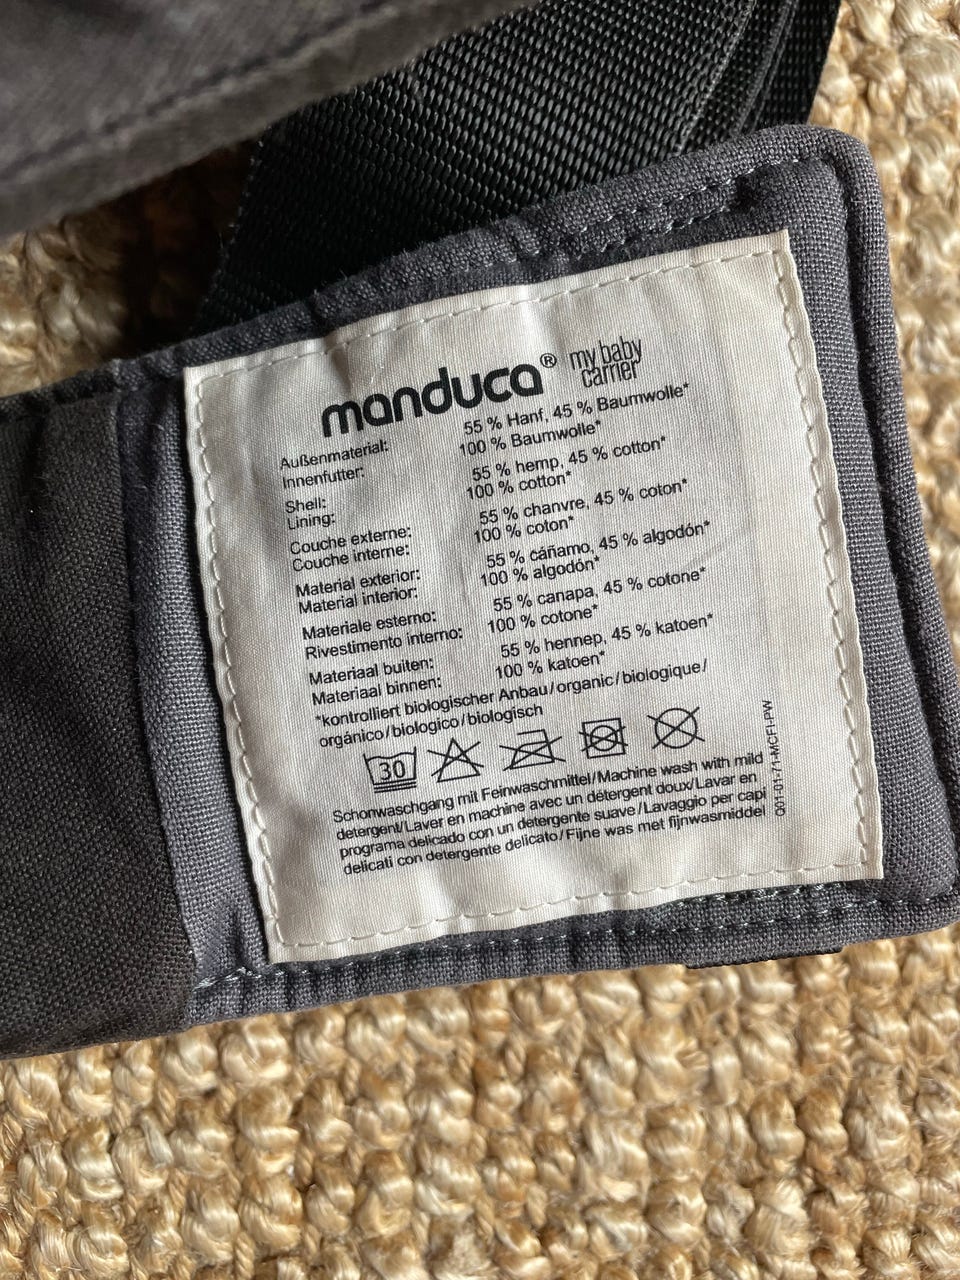 manduca® my baby carrier
Außenmaterial: 55 % Hanf, 45 % Baumwolle*
Innenfutter: 100 % Baumwolle*
Shell: 55 % hemp, 45 % cotton*
Lining: 100 % cotton*
Couche externe: 55 % chanvre, 45 % coton*
Couche interne: 100 % coton*
Material exterior: 55 % cáñamo, 45 % algodón*
Material interior: 100 % algodón*
Materiale esterno: 55 % canapa, 45 % cotone*
Rivestimento interno: 100 % cotone*
Materiaal buiten: 55 % hennep, 45 % katoen*
Materiaal binnen: 100 % katoen*
*kontrolliert biologischer Anbau/organic/biologique/
orgánico/biologico/biologisch
30
Schonwaschgang mit Feinwaschmittel/Machine wash with mild
detergent/Laver en machine avec un détergent doux/Lavar en
programa delicado con un detergente suave/Lavaggio per capi
delicati con detergente delicato/Fijne was met fijnwasmiddel
001-01-71-MCFI-PW